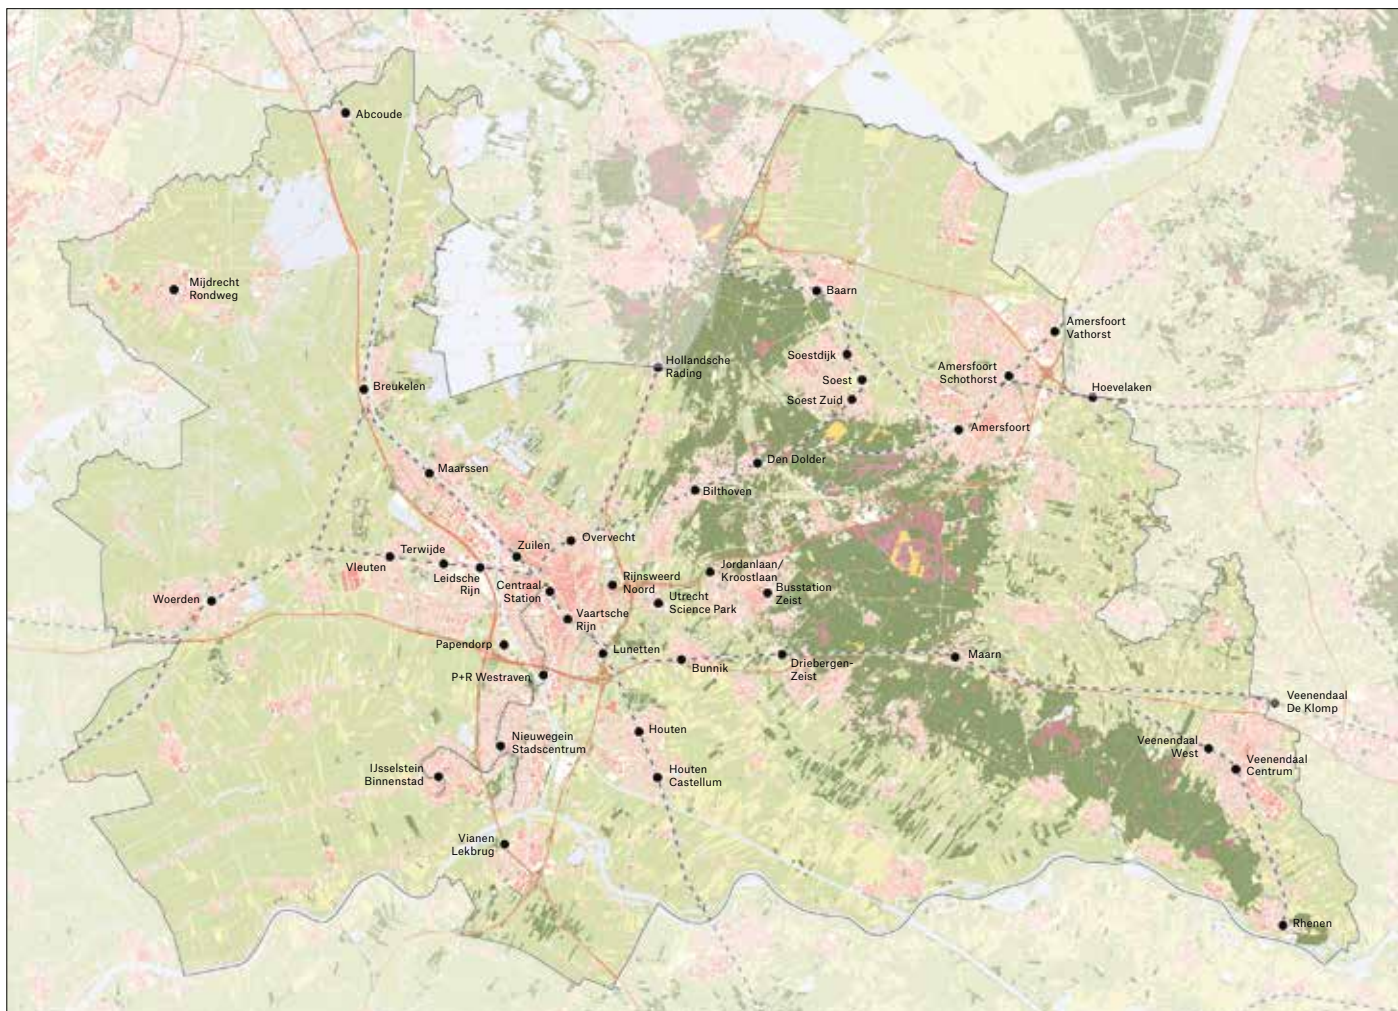 Abcoude
Mijdrecht
Rondweg
Baarn
Amersfoort
Vathorst
Soestdijk
Hollandsche
Rading
Amersfoort
Schothorst
Soest
Breukelen
Hoevelaken
Soest Zuid
Amersfoort
Den Dolder
Maarssen
Bilthoven
Overvecht
Zuilen
Terwijde
Vleuten
Leidsche
Rijn
Jordanlaan/
Kroostlaan
Rijnsweerd
Noord
Centraal
Station
Busstation
Zeist
Utrecht
Science Park
Woerden
Vaartsche
Rijn
Papendorp
Lunetten
Maarn
Bunnik
Driebergen-
Zeist
P+R Westraven
Veenendaal
De Klomp
Houten
Nieuwegein
Stadscentrum
Veenendaal
West
Veenendaal
Centrum
IJsselstein
Binnenstad
Houten
Castellum
Vianen
Lekbrug
Rhenen